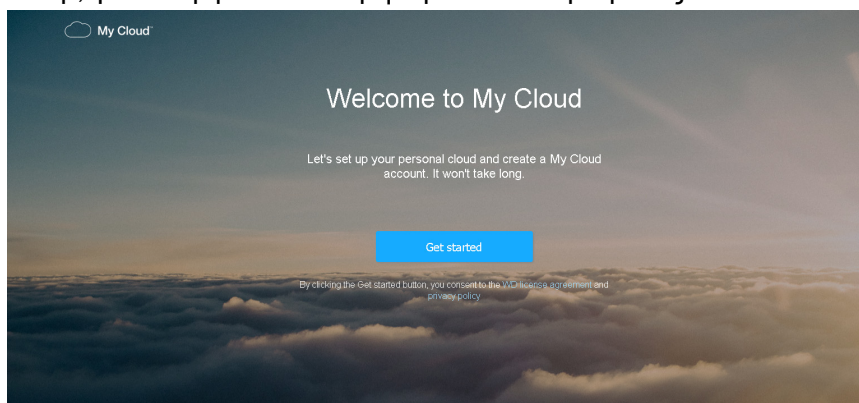 My Cloud™
Welcome to My Cloud
Let's set up your personal cloud and create a My Cloud
account. It won't take long.
Get started
By clicking the Get started button, you consent to the WD license agreement and
privacy policy